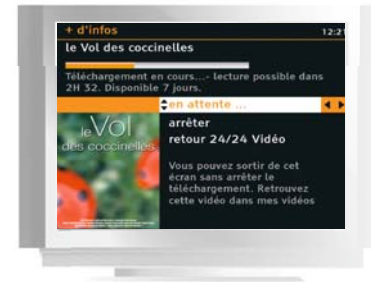 + d'infos
12:21
le Vol des coccinelles
Téléchargement en cours...- lecture possible dans
2H 32. Disponible 7 jours.
en attente ...
arrêter
retour 24/24 Vidéo
le Vol
des coccinelles
Vous pouvez sortir de cet
écran sans arrêter le
téléchargement. Retrouvez
cette vidéo dans mes vidéos